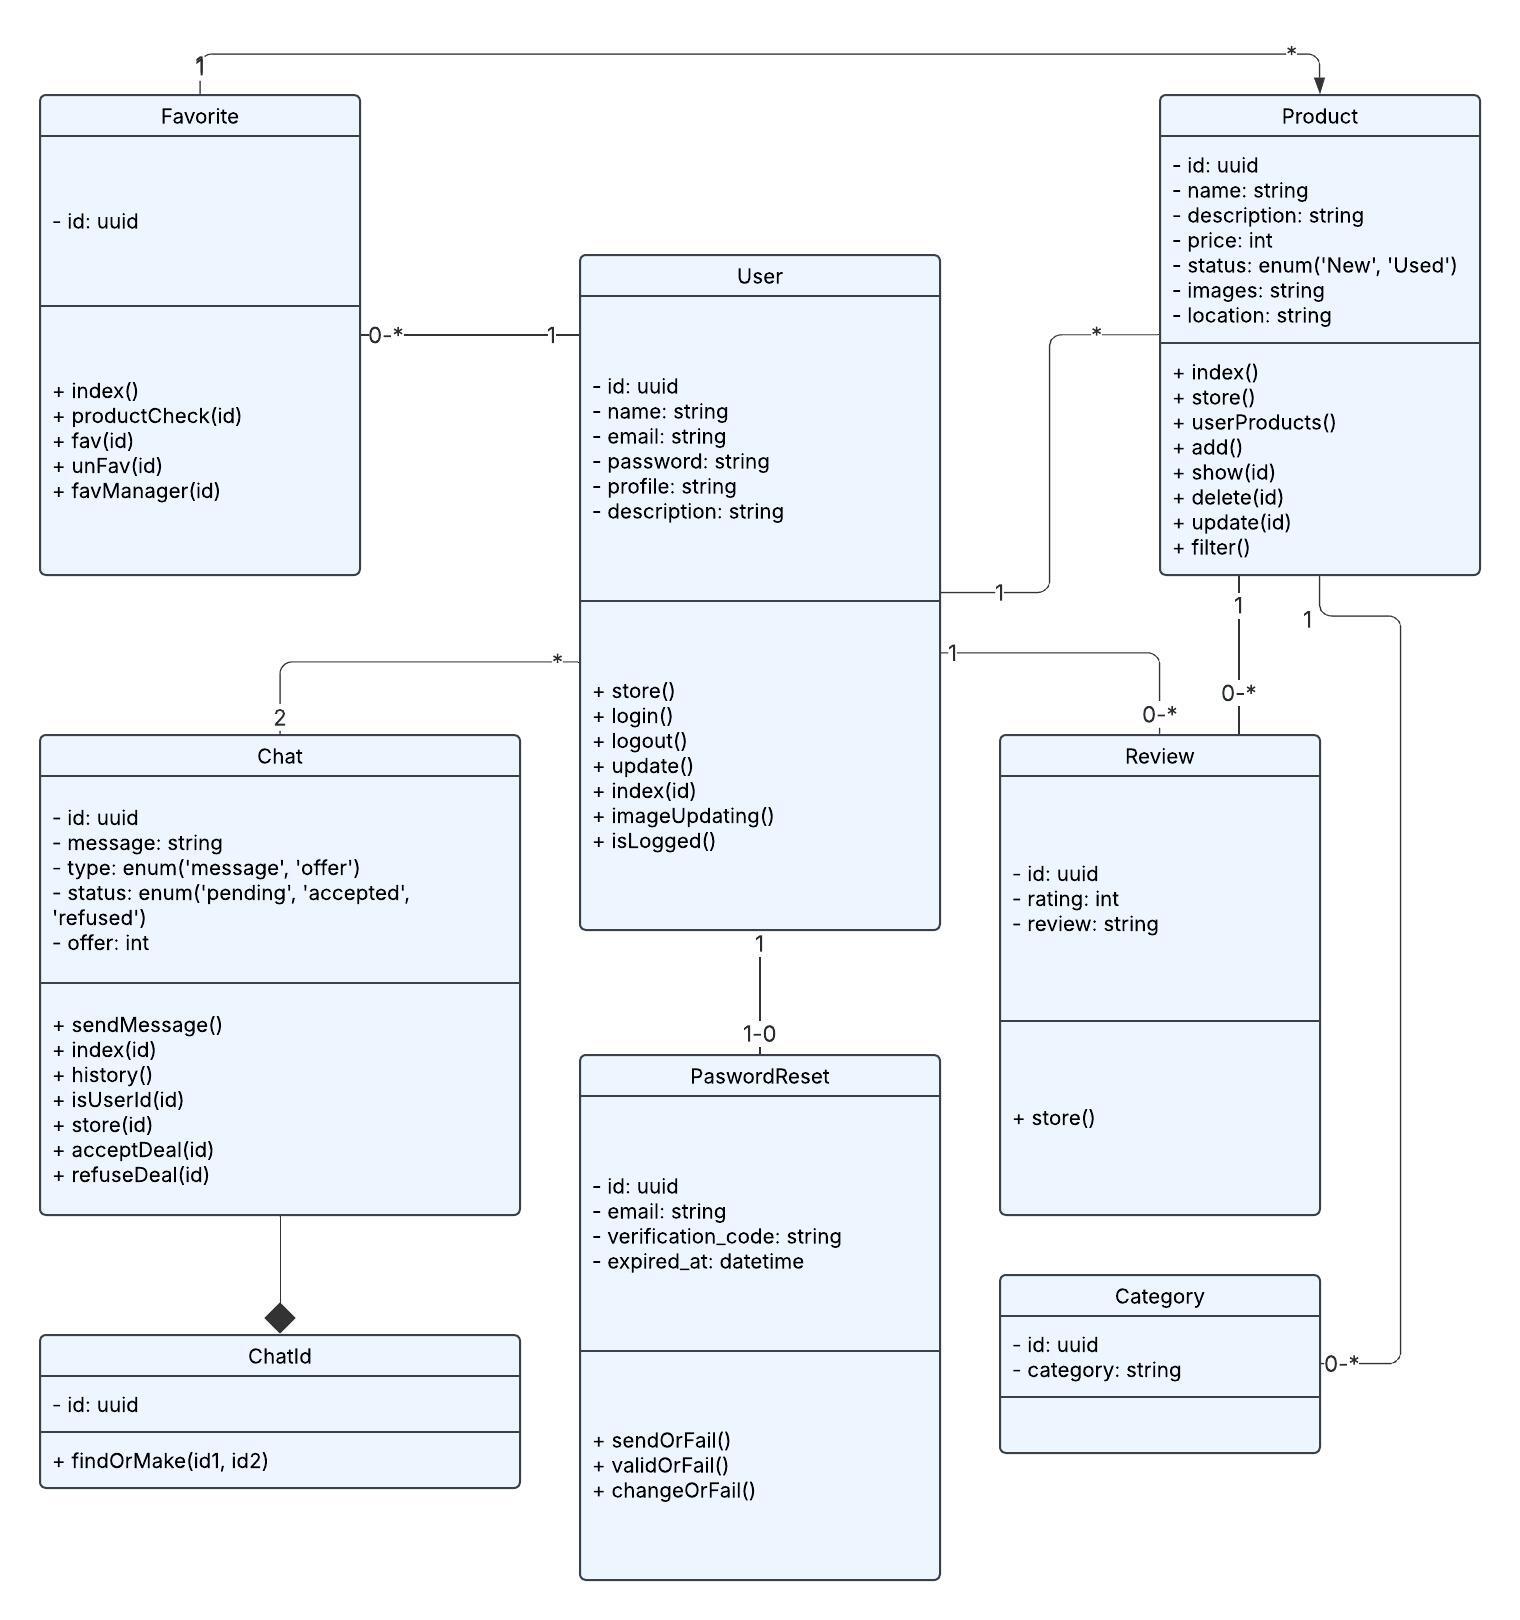 1
*
Favorite
- id: uuid
+ index()
+ productCheck(id)
+ fav(id)
+ unFav(id)
+ favManager(id)
0-*
1
User
- id: uuid
- name: string
- email: string
- password: string
- profile: string
- description: string
+ store()
+ login()
+ logout()
+ update()
+ index(id)
+ imageUpdating()
+ isLogged()
Product
- id: uuid
- name: string
- description: string
- price: int
- status: enum('New', 'Used')
- images: string
- location: string
+ index()
+ store()
+ userProducts()
+ add()
+ show(id)
+ delete(id)
+ update(id)
+ filter()
*
1
1
0-*
1
0-*
1
*
2
Chat
- id: uuid
- message: string
- type: enum('message', 'offer')
- status: enum('pending', 'accepted',
'refused')
- offer: int
+ sendMessage()
+ index(id)
+ history()
+ isUserId(id)
+ store(id)
+ acceptDeal(id)
+ refuseDeal(id)
ChatId
- id: uuid
+ findOrMake(id1, id2)
1
1-0
PaswordReset
- id: uuid
- email: string
- verification_code: string
- expired_at: datetime
+ sendOrFail()
+ validOrFail()
+ changeOrFail()
Review
- id: uuid
- rating: int
- review: string
+ store()
Category
- id: uuid
- category: string
0-*